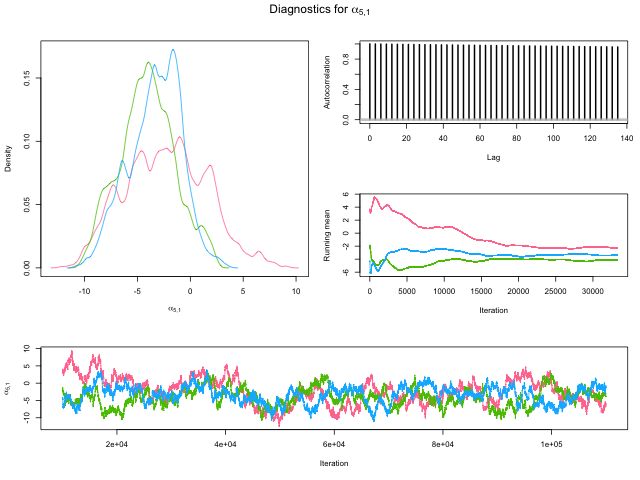 Diagnostics for α5,1
Density
0.00 0.05 0.10 0.15
-10 -5 0 5 10
α5,1
Autocorrelation
0.0 0.4 0.8
0 20 40 60 80 100 120 140
Lag
Running mean
-6 -4 -2 0 2 4 6
0 5000 10000 15000 20000 25000 30000
Iteration
α5,1
-10 -5 0 5 10
2e+04 4e+04 6e+04 8e+04 1e+05
Iteration